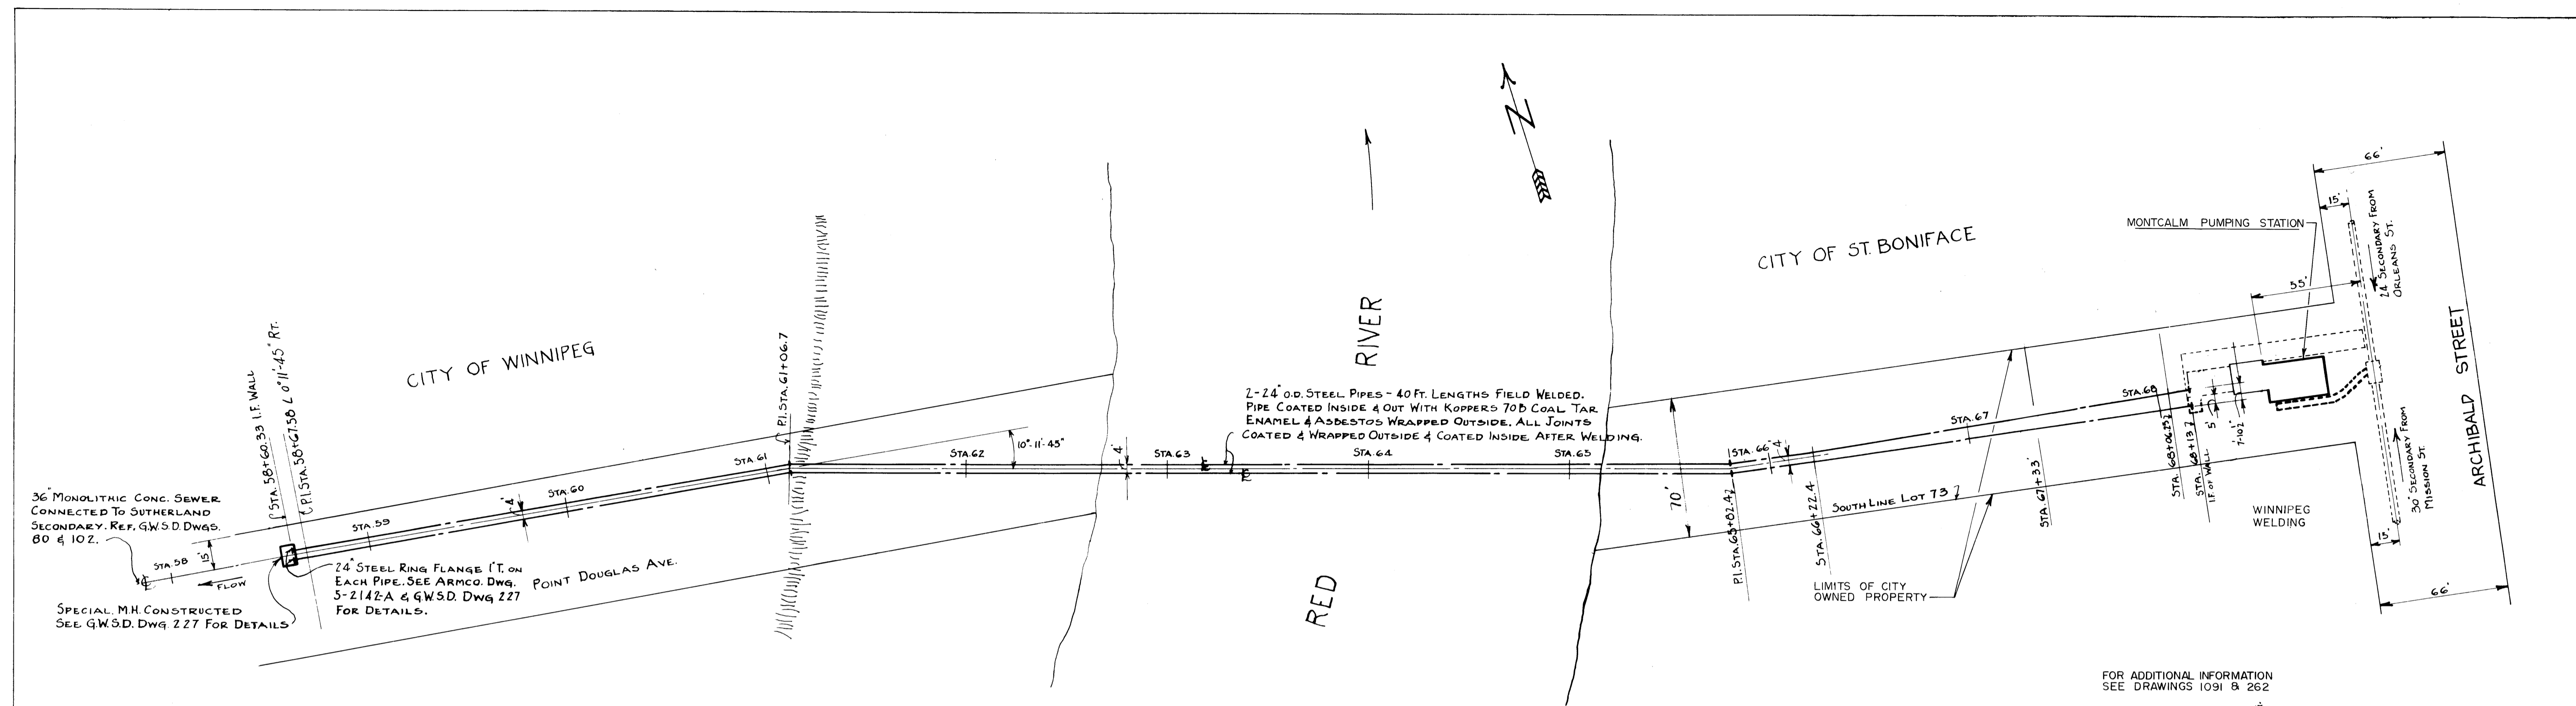 36" MONOLITHIC CONC. SEWER
CONNECTED TO SUTHERLAND
SECONDARY. REF. G.W.S.D. DWGS.
80 & 102.
STA. 58
15'
FLOW
SPECIAL M.H. CONSTRUCTED
SEE G.W.S.D. DWG. 227 FOR DETAILS
STA. 58+60.33 I.F. WALL
P.I. STA. 58+67.58 L 0°11'-45" RT.
24" STEEL RING FLANGE 1"T. ON
EACH PIPE. SEE ARMCO. DWG.
5-2142-A & G.W.S.D. DWG 227
FOR DETAILS.
CITY OF WINNIPEG
STA. 59
4'
STA. 60
POINT DOUGLAS AVE.
STA. 61
P.I. STA. 61+06.7
10°-11'-45"
STA. 62
4'
STA. 63
2-24" O.D. STEEL PIPES - 40 FT. LENGTHS FIELD WELDED.
PIPE COATED INSIDE & OUT WITH KOPPERS 70B COAL TAR
ENAMEL & ASBESTOS WRAPPED OUTSIDE. ALL JOINTS
COATED & WRAPPED OUTSIDE & COATED INSIDE AFTER WELDING.
STA. 64
STA. 65
RED
RIVER
N
CITY OF ST. BONIFACE
70'
STA. 66
4'
P.I. STA. 65+82.4
STA. 66+22.4
SOUTH LINE LOT 73
LIMITS OF CITY
OWNED PROPERTY
STA. 67
STA. 67+33'
STA. 68
STA. 68+06.25
STA. 68+13
I.F. OF WALL
5'
MONTCALM PUMPING STATION
55'
15'
66'
24" SECONDARY FROM
ORLEANS ST.
30" SECONDARY FROM
MISSION ST.
WINNIPEG
WELDING
15'
66'
ARCHIBALD STREET
FOR ADDITIONAL INFORMATION
SEE DRAWINGS 1091 & 262